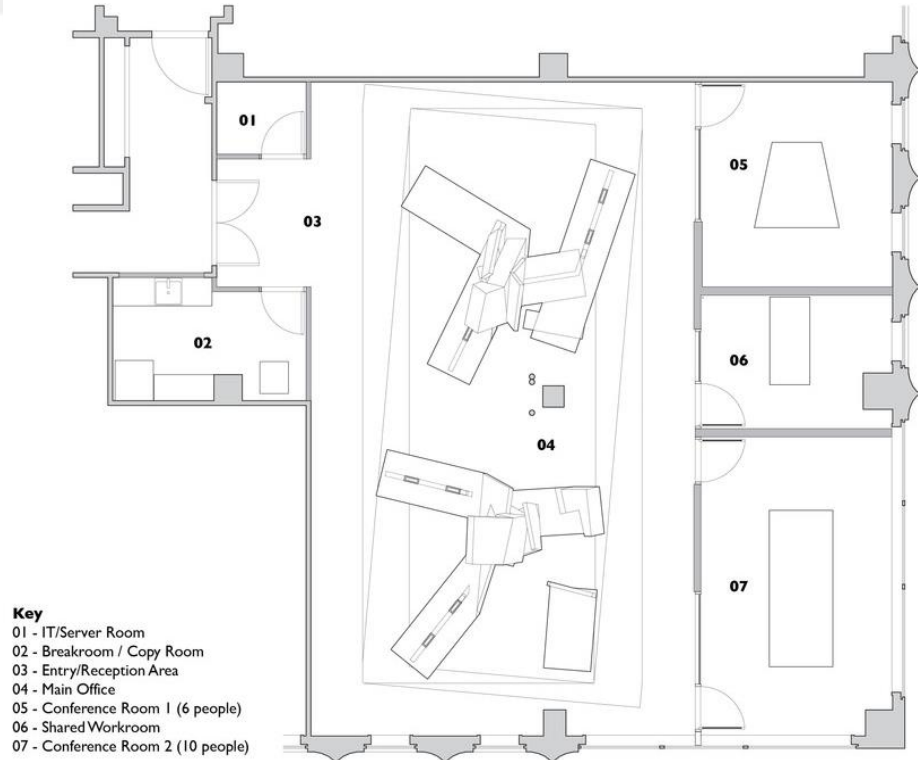 01
05
03
02
06
04
07
Key
01 - IT/Server Room
02 - Breakroom / Copy Room
03 - Entry/Reception Area
04 - Main Office
05 - Conference Room 1 (6 people)
06 - Shared Workroom
07 - Conference Room 2 (10 people)